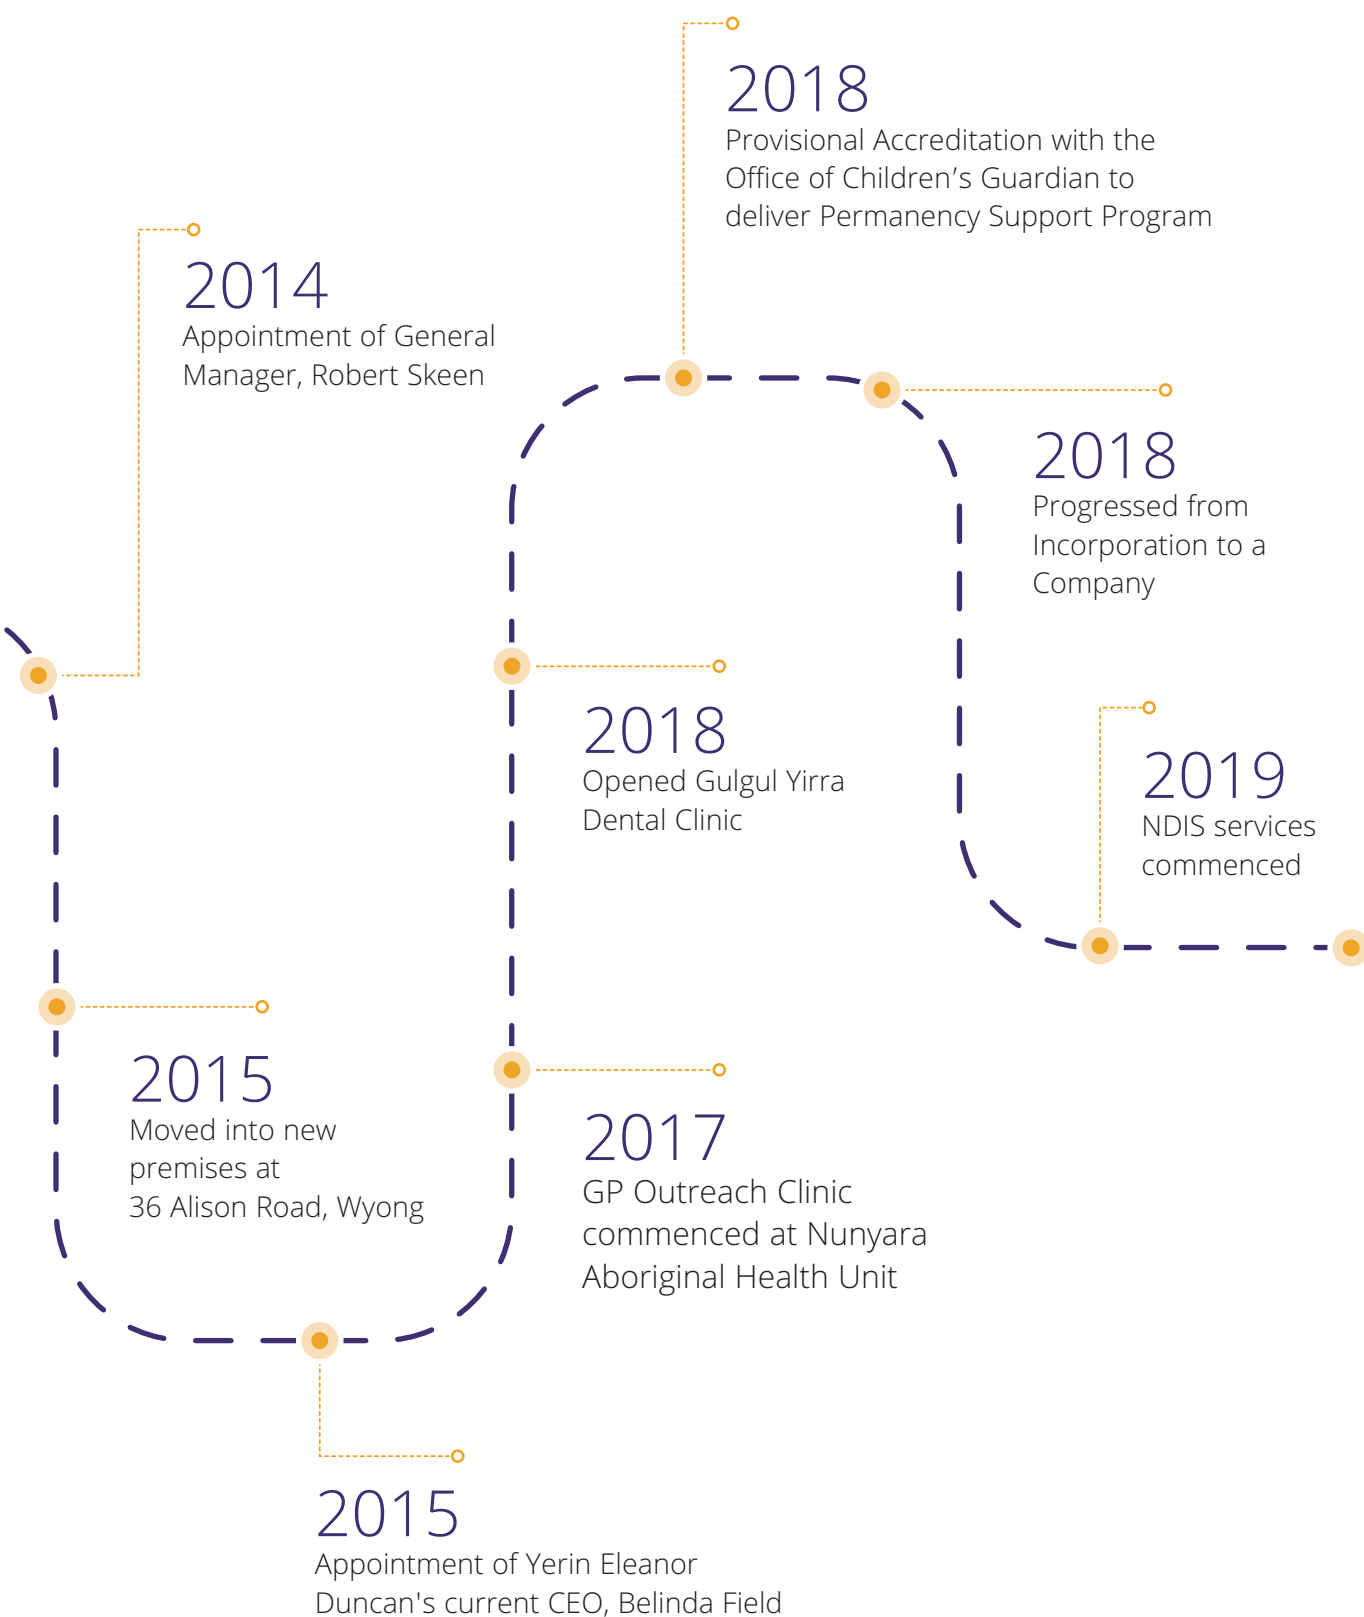 2014
Appointment of General
Manager, Robert Skeen
2015
Moved into new
premises at
36 Alison Road, Wyong
2015
Appointment of Yerin Eleanor
Duncan's current CEO, Belinda Field
2017
GP Outreach Clinic
commenced at Nunyara
Aboriginal Health Unit
2018
Opened Gulgul Yirra
Dental Clinic
2018
Provisional Accreditation with the
Office of Children’s Guardian to
deliver Permanency Support Program
2018
Progressed from
Incorporation to a
Company
2019
NDIS services
commenced